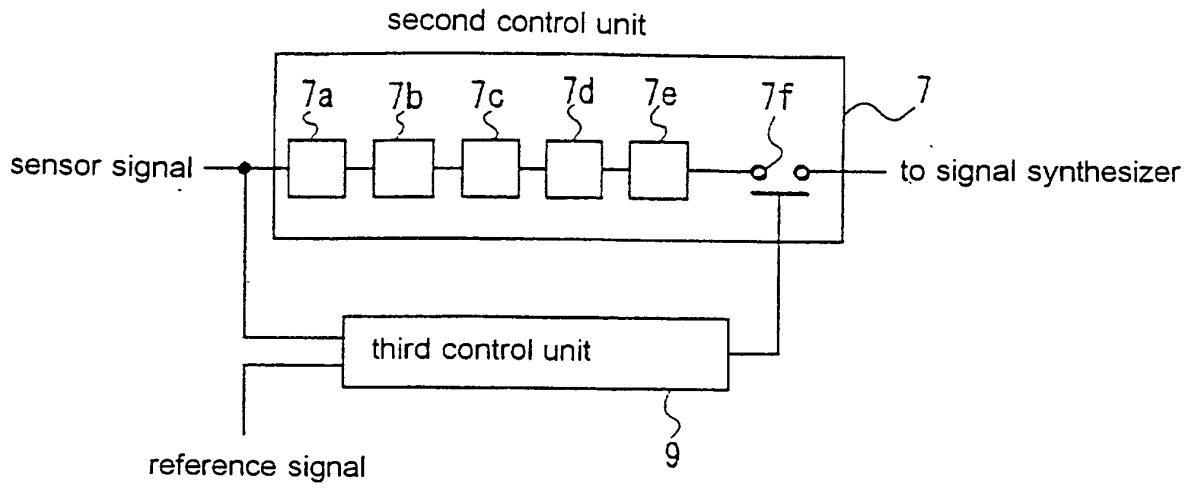 second control unit
7a 7b 7c 7d 7e 7f 7
sensor signal
to signal synthesizer
third control unit
9
reference signal